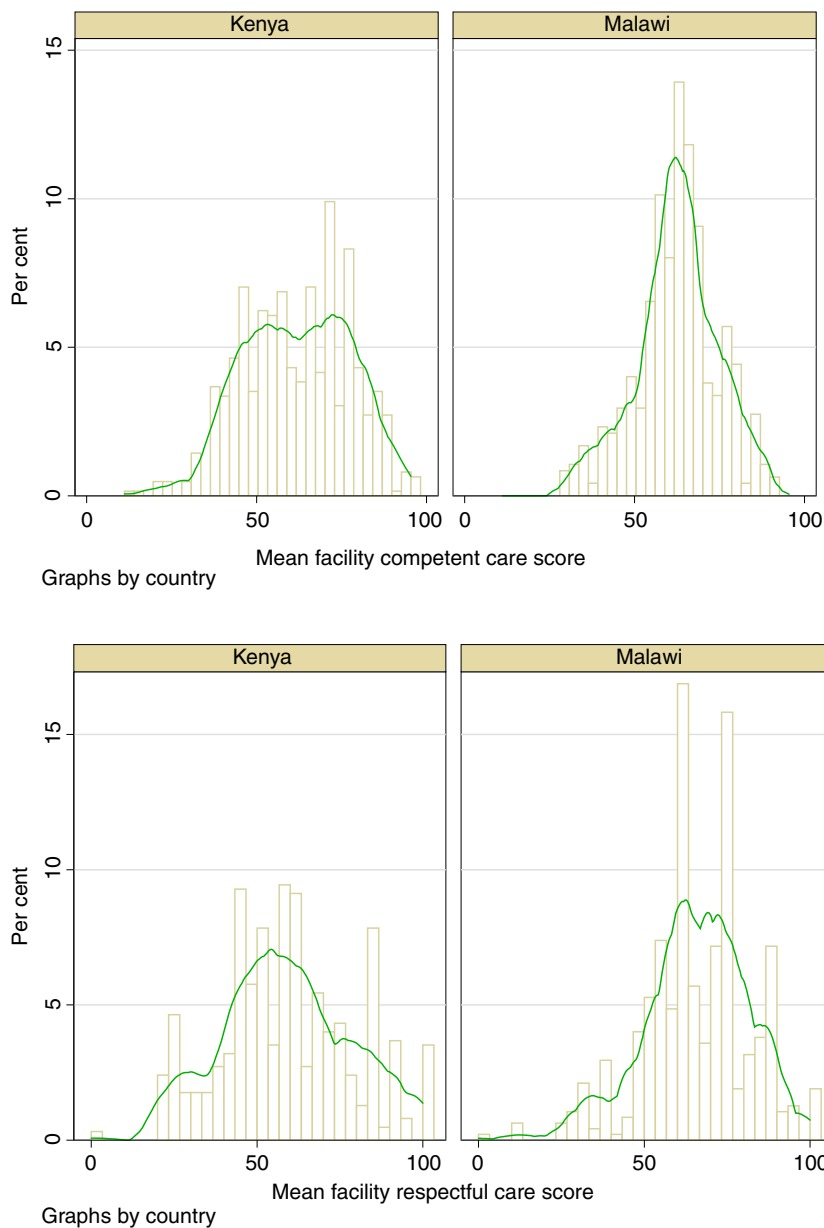 Kenya Malawi
15
10
5
0
Per cent
0 50 100 0 50 100
Mean facility competent care score
Graphs by country
Kenya Malawi
15
10
5
0
Per cent
0 50 100 0 50 100
Mean facility respectful care score
Graphs by country